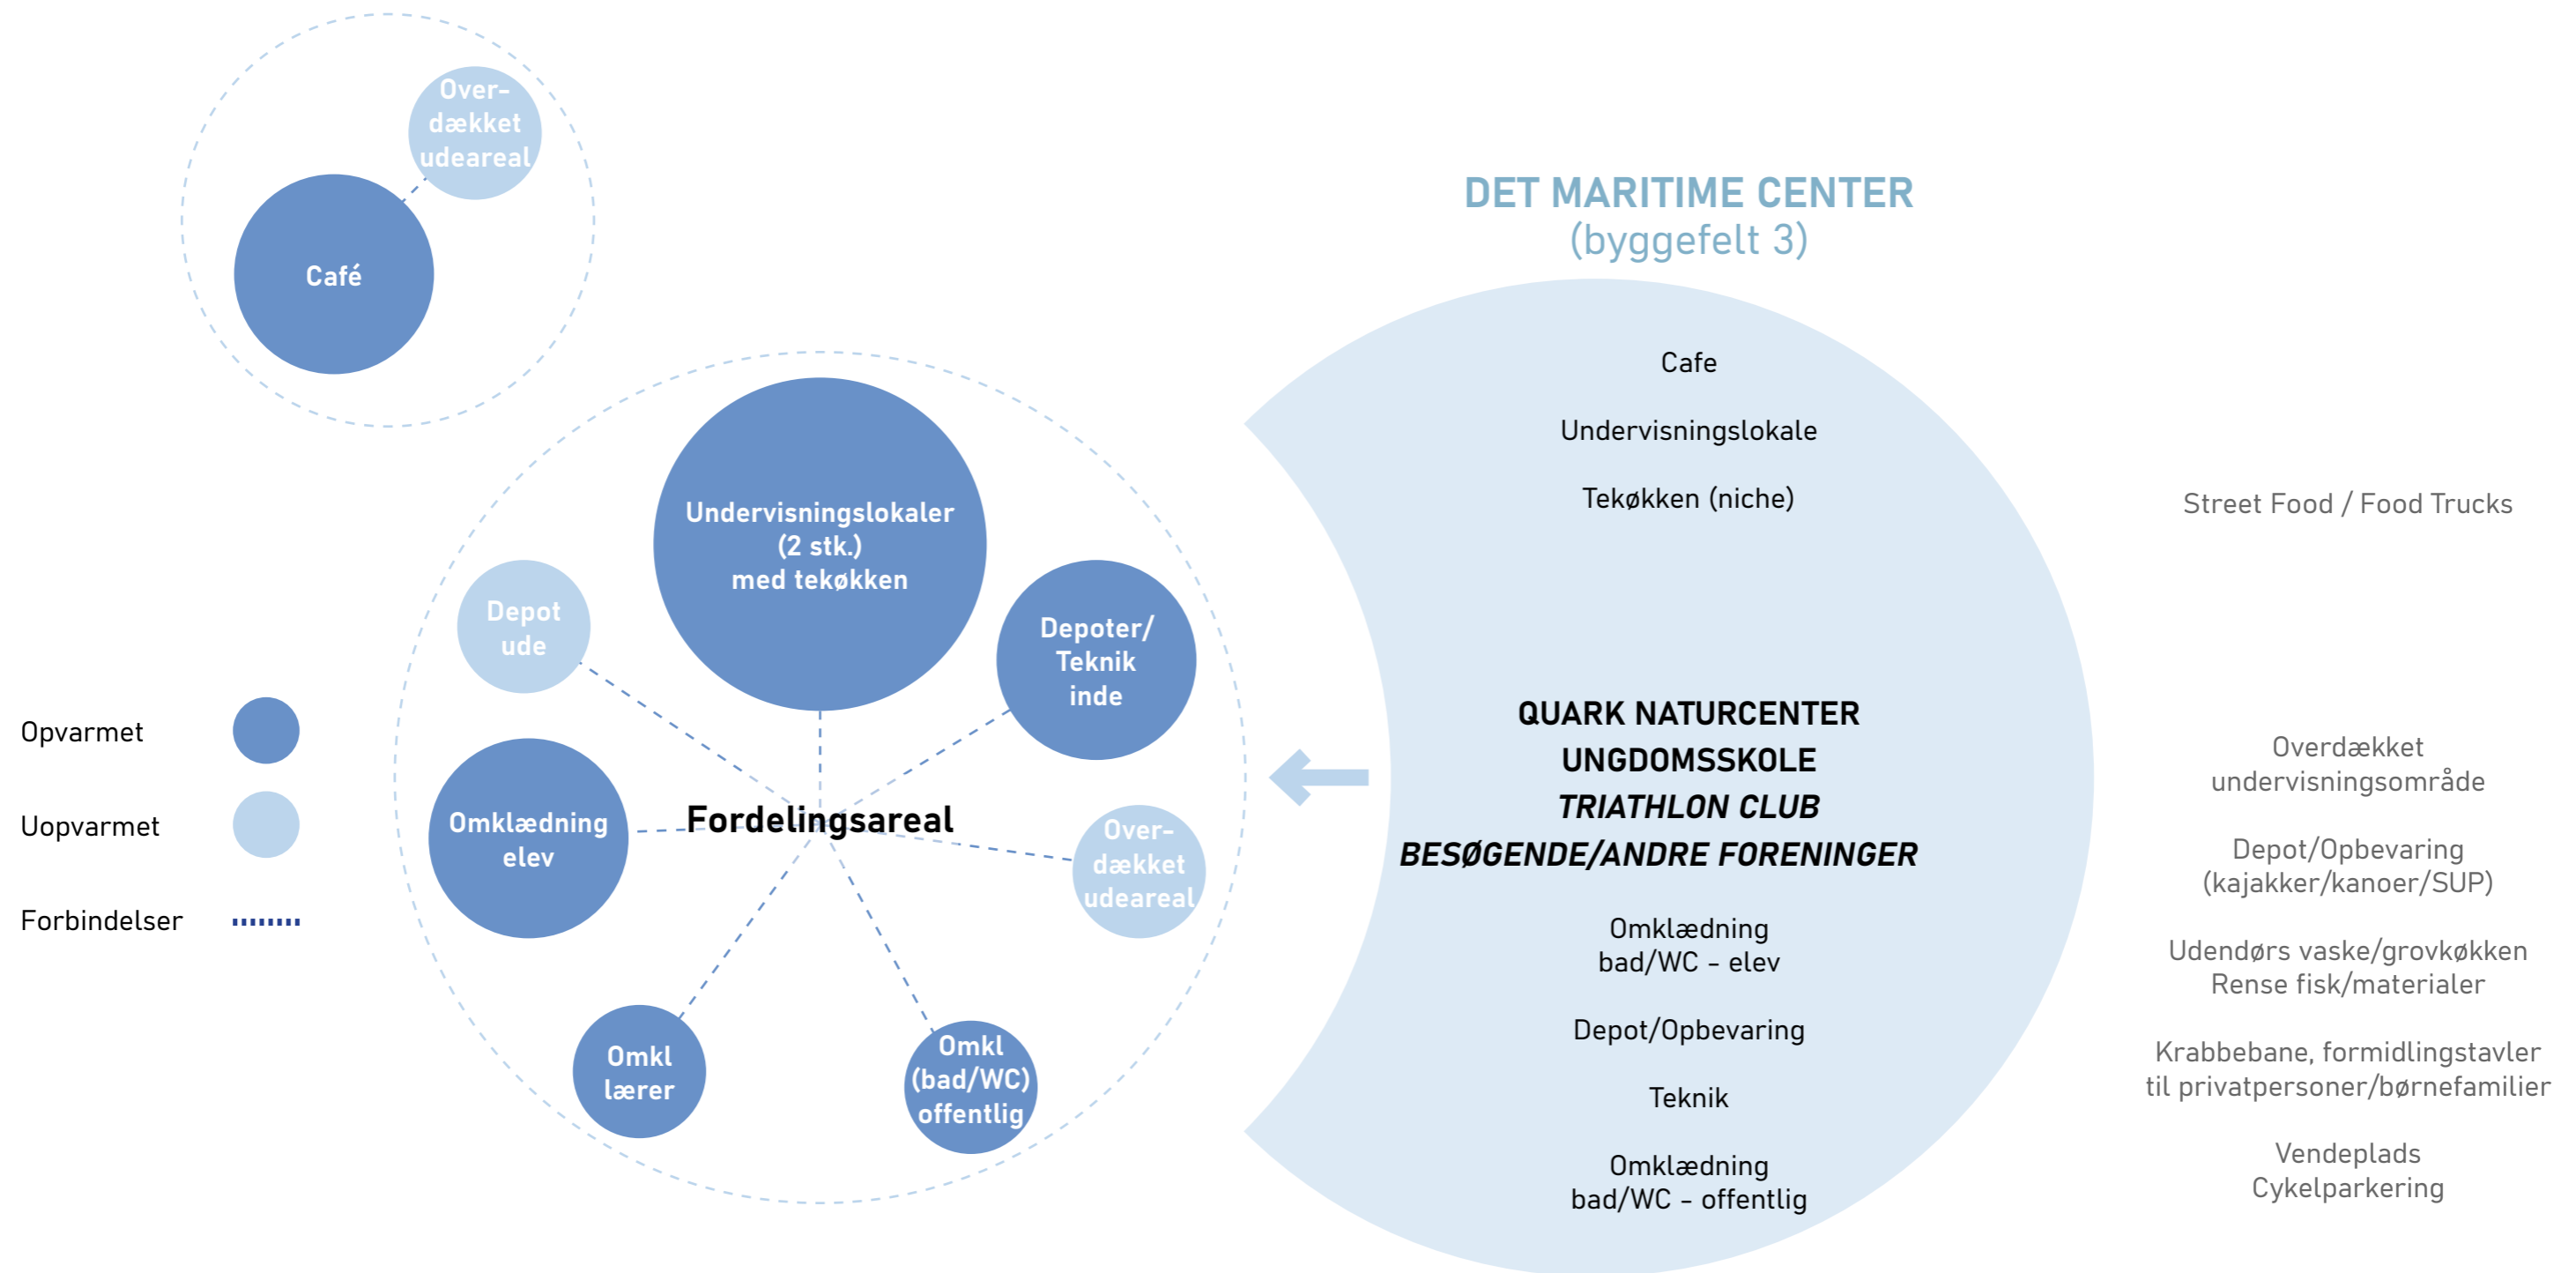 Over-
dækket
udeareal
Café
Undervisningslokaler
(2 stk.)
med tekøkken
Depot
ude
Depoter/
Teknik
inde
Omklædning
elev
Fordelingsareal
Over-
dækket
udeareal
Omkl
lærer
Omkl
(bad/WC)
offentlig
Opvarmet
Uopvarmet
Forbindelser
DET MARITIME CENTER
(byggefelt 3)
Cafe
Undervisningslokale
Tekøkken (niche)
QUARK NATURCENTER
UNGDOMSSKOLE
TRIATHLON CLUB
BESØGENDE/ANDRE FORENINGER
Omklædning
bad/WC - elev
Depot/Opbevaring
Teknik
Omklædning
bad/WC - offentlig
Street Food / Food Trucks
Overdækket
undervisningsområde
Depot/Opbevaring
(kajakker/kanoer/SUP)
Udendørs vaske/grovkøkken
Rense fisk/materialer
Krabbebane, formidlingstavler
til privatpersoner/børnefamilier
Vendeplads
Cykelparkering